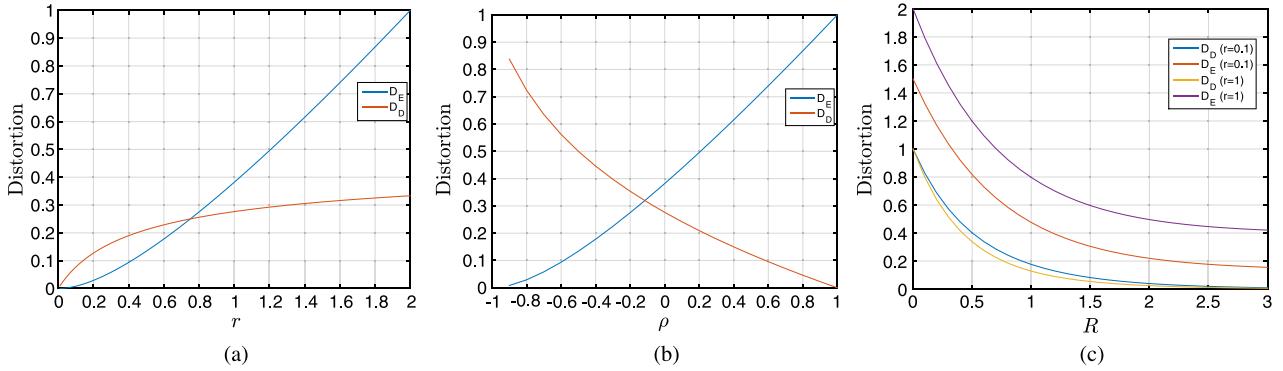 1
0.9
0.8
0.7
0.6
0.5
0.4
0.3
0.2
0.1
0
Distortion
0 0.2 0.4 0.6 0.8 1 1.2 1.4 1.6 1.8 2
r
D_E
D_D
(a)
1
0.9
0.8
0.7
0.6
0.5
0.4
0.3
0.2
0.1
0
Distortion
-1 -0.8 -0.6 -0.4 -0.2 0 0.2 0.4 0.6 0.8 1
ρ
D_E
D_D
(b)
2
1.8
1.6
1.4
1.2
1
0.8
0.6
0.4
0.2
0
Distortion
0 0.5 1 1.5 2 2.5 3
R
D_D (r=0.1)
D_E (r=0.1)
D_D (r=1)
D_E (r=1)
(c)